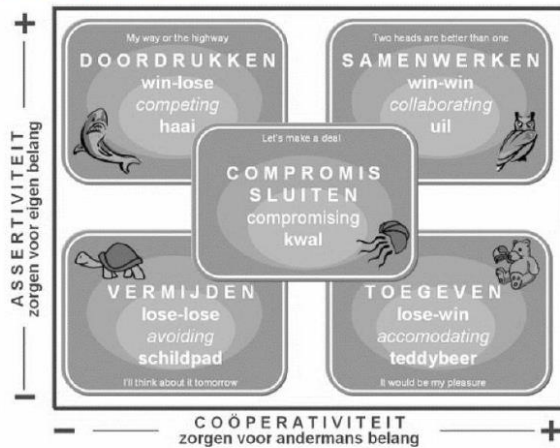 +
ASSERTIVITEIT
zorgen voor eigen belang
−
My way or the highway
DOORDRUKKEN
win-lose
competing
haai
Two heads are better than one
SAMENWERKEN
win-win
collaborating
uil
Let's make a deal
COMPROMIS
SLUITEN
compromising
kwal
VERMIJDEN
lose-lose
avoiding
schildpad
I'll think about it tomorrow
TOEGEVEN
lose-win
accomodating
teddybeer
It would be my pleasure
− COÖPERATIVITEIT +
zorgen voor andermans belang